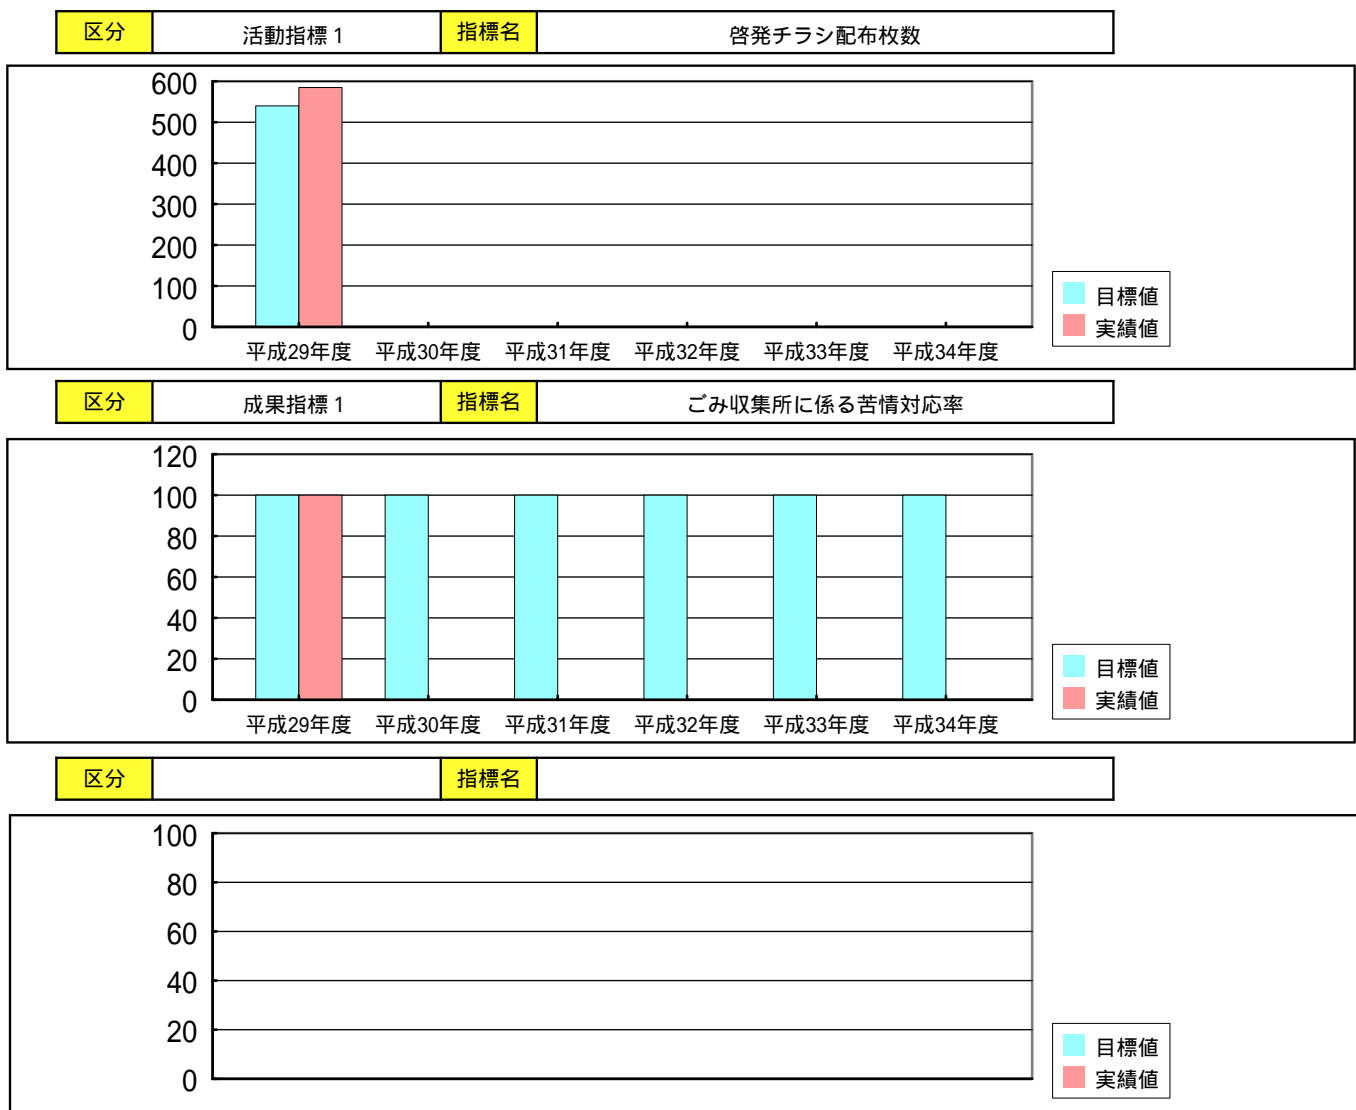 区分 活動指標1 指標名 啓発チラシ配布枚数
600
500
400
300
200
100
0
平成29年度 平成30年度 平成31年度 平成32年度 平成33年度 平成34年度
目標値
実績値
区分 成果指標1 指標名 ごみ収集所に係る苦情対応率
120
100
80
60
40
20
0
平成29年度 平成30年度 平成31年度 平成32年度 平成33年度 平成34年度
目標値
実績値
区分 指標名
100
80
60
40
20
0
目標値
実績値